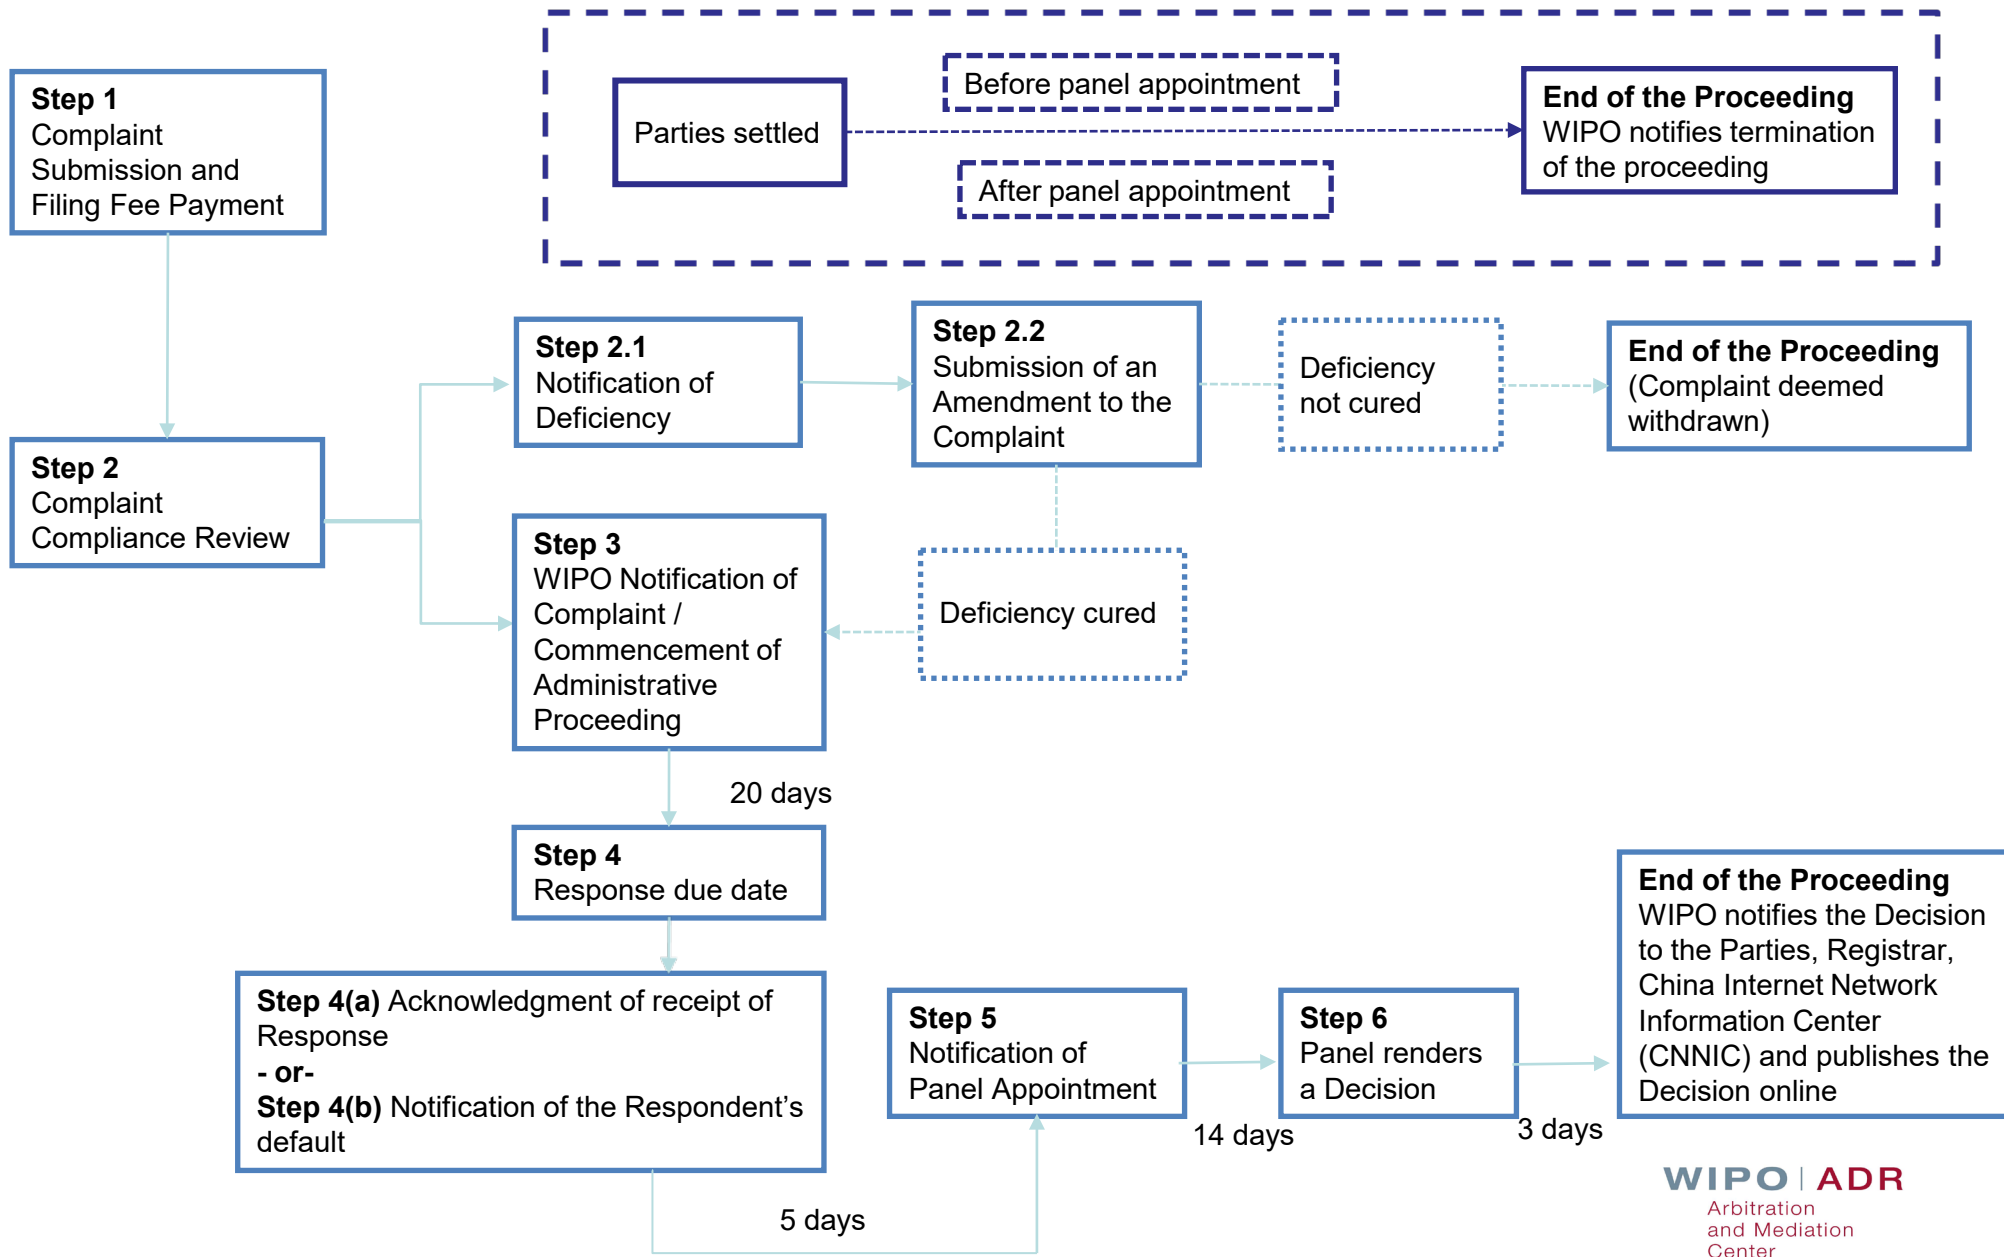 Step 1
Complaint
Submission and
Filing Fee Payment
Parties settled
Before panel appointment
After panel appointment
End of the Proceeding
WIPO notifies termination
of the proceeding
Step 2
Complaint
Compliance Review
Step 2.1
Notification of
Deficiency
Step 2.2
Submission of an
Amendment to the
Complaint
Deficiency
not cured
End of the Proceeding
(Complaint deemed
withdrawn)
Step 3
WIPO Notification of
Complaint /
Commencement of
Administrative
Proceeding
Deficiency cured
20 days
Step 4
Response due date
Step 4(a) Acknowledgment of receipt of
Response
- or-
Step 4(b) Notification of the Respondent’s
default
5 days
Step 5
Notification of
Panel Appointment
14 days
Step 6
Panel renders
a Decision
3 days
End of the Proceeding
WIPO notifies the Decision
to the Parties, Registrar,
China Internet Network
Information Center
(CNNIC) and publishes the
Decision online
WIPO | ADR
Arbitration
and Mediation
Center